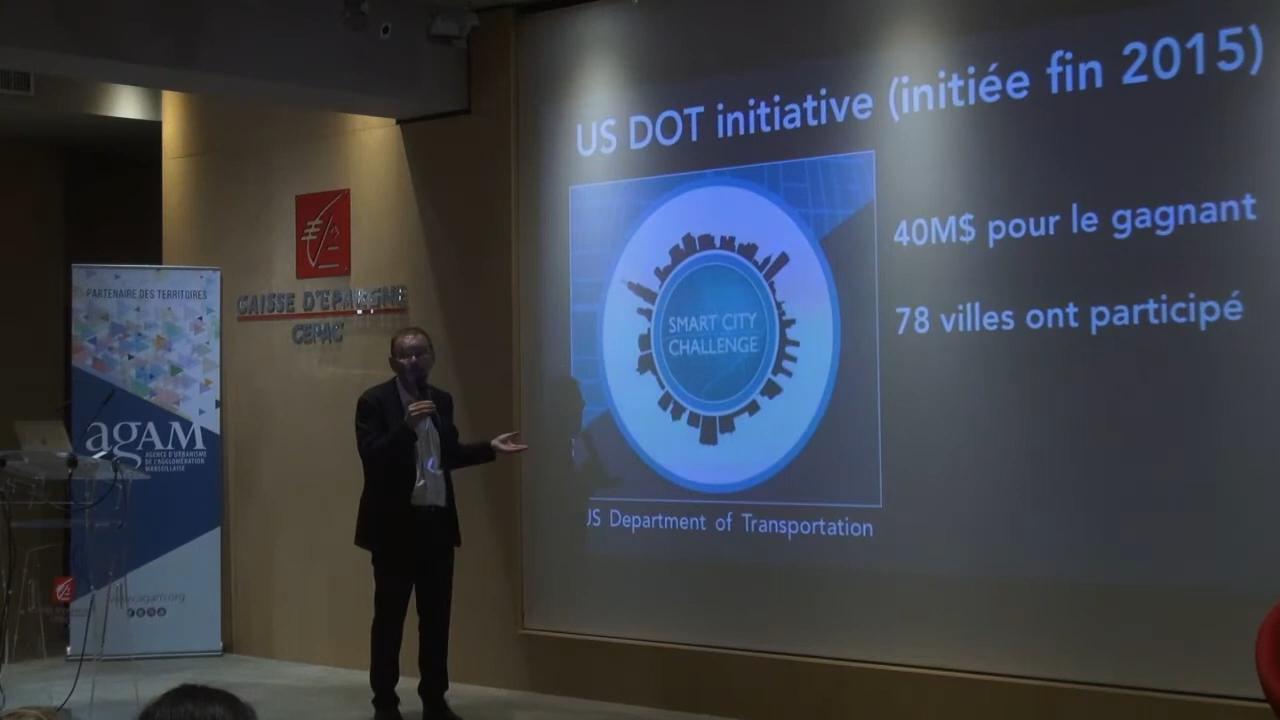 US DOT initiative (initiée fin 2015)
SMART CITY
CHALLENGE
40M$ pour le gagnant
78 villes ont participé
US Department of Transportation
CAISSE D'EPARGNE
CEPAC
PARTENAIRE DES TERRITOIRES
agAM
AGENCE D'URBANISME
DE L'AGGLOMÉRATION
MARSEILLAISE
www.agam.org